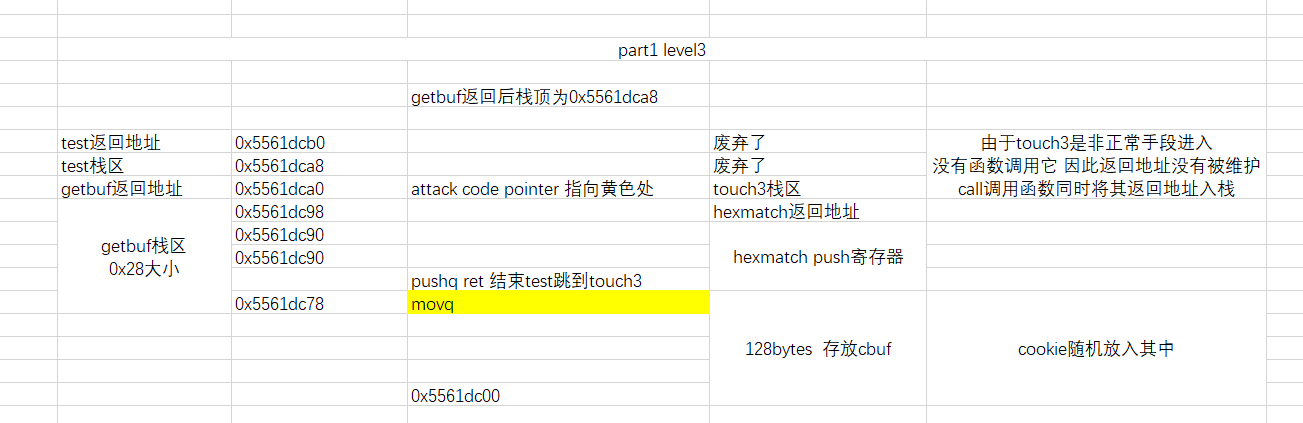 part1 level3
getbuf返回后栈顶为0x5561dca8
test返回地址 0x5561dcb0 废弃了 由于touch3是非正常手段进入
test栈区 0x5561dca8 废弃了 没有函数调用它 因此返回地址没有被维护
getbuf返回地址 0x5561dca0 attack code pointer 指向黄色处 touch3栈区 call调用函数同时将其返回地址入栈
0x5561dc98 hexmatch返回地址
getbuf栈区
0x28大小
0x5561dc90
0x5561dc90
hexmatch push寄存器
pushq ret 结束test跳到touch3
0x5561dc78 movq
128bytes 存放cbuf cookie随机放入其中
0x5561dc00